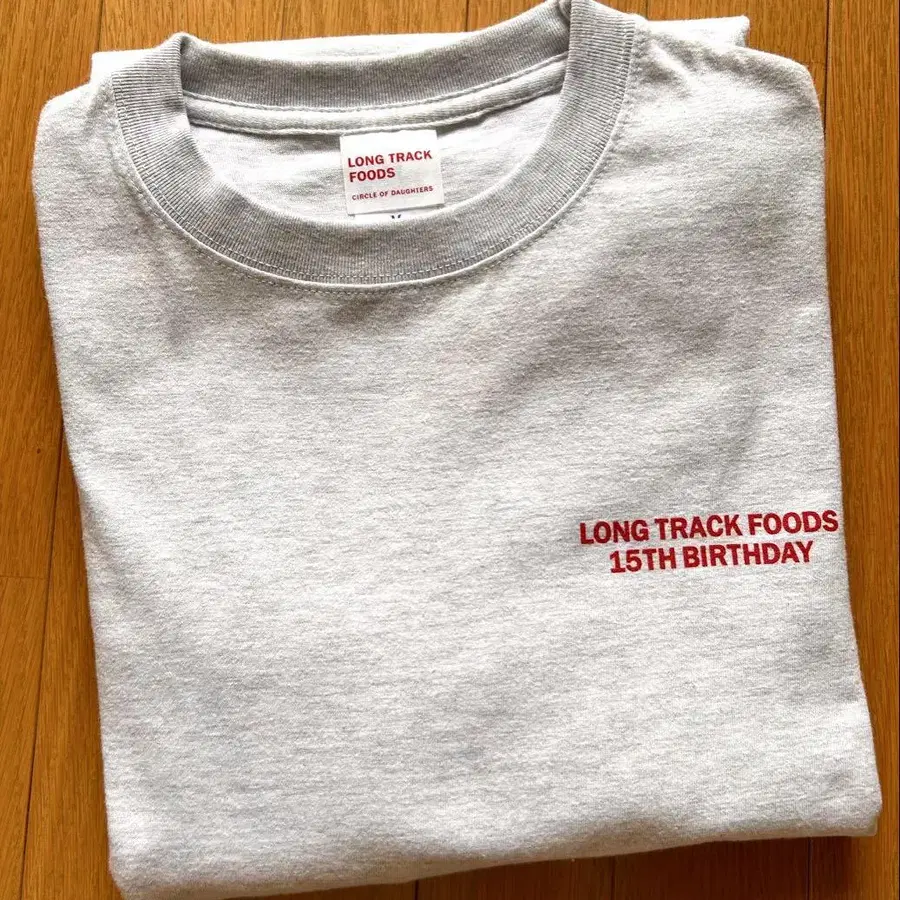 LONG TRACK
FOODS
CIRCLE OF DAUGHTERS
LONG TRACK FOODS
15TH BIRTHDAY